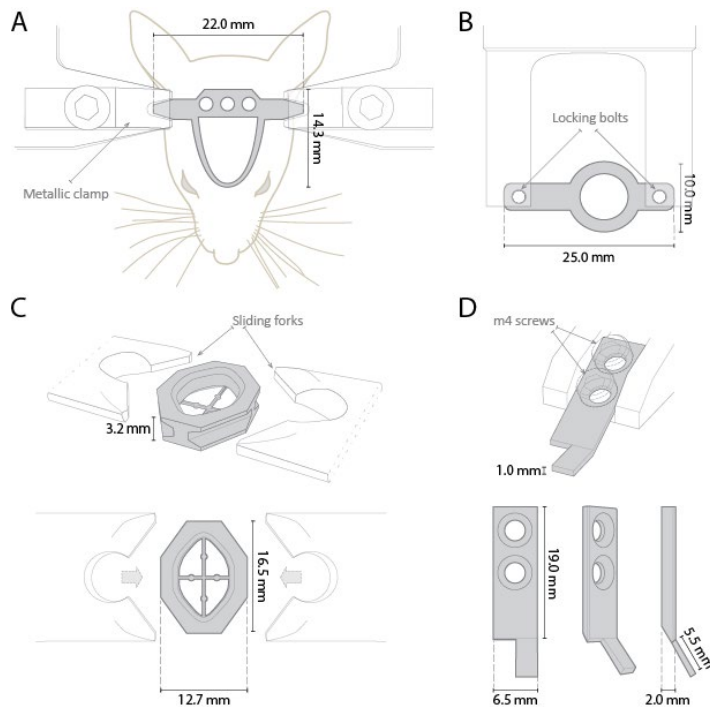 A
22.0 mm
14.3 mm
Metallic clamp
B
Locking bolts
10.0 mm
25.0 mm
C
Sliding forks
3.2 mm
16.5 mm
12.7 mm
D
m4 screws
1.0 mm
19.0 mm
5.5 mm
6.5 mm
2.0 mm